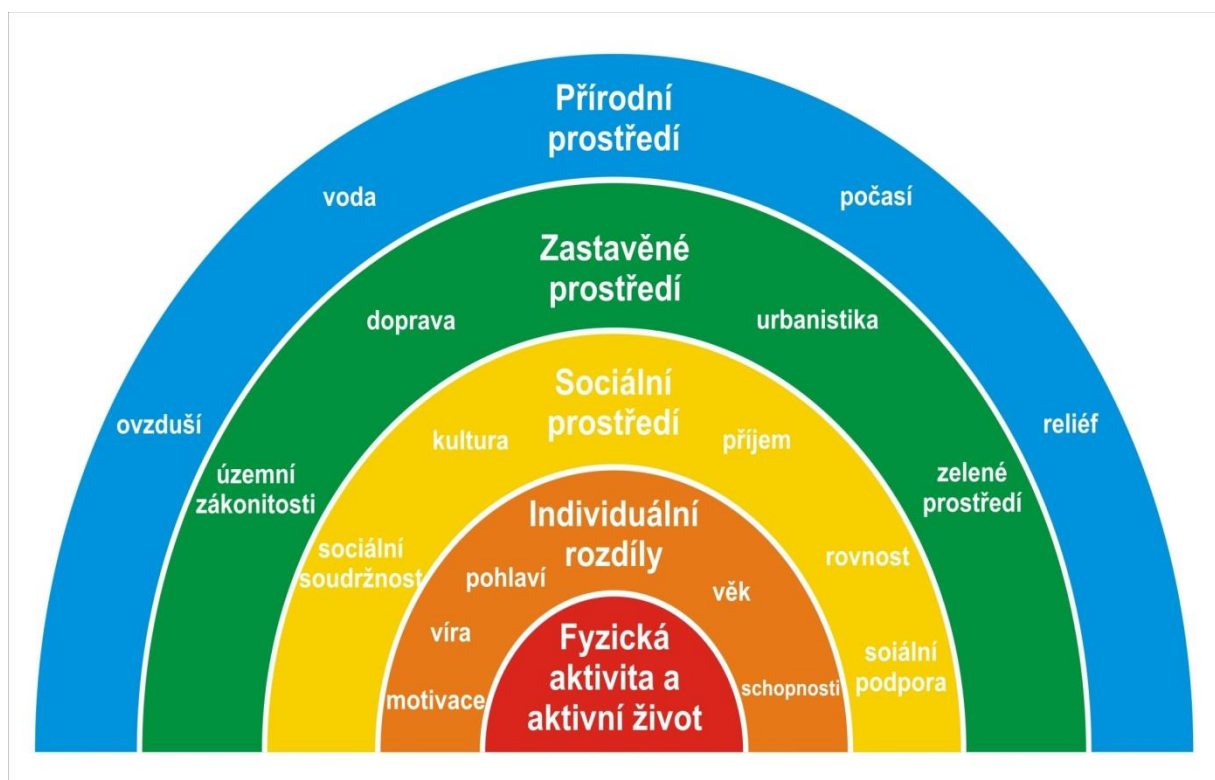 Přírodní
prostředí
voda
počasí
ovzduší
reliéf
Zastavěné
prostředí
doprava
urbanistika
územní
zákonitosti
zelené
prostředí
Sociální
prostředí
kultura
příjem
sociální
soudržnost
rovnost
soiální
podpora
Individuální
rozdíly
pohlaví
věk
víra
motivace
schopnosti
Fyzická
aktivita a
aktivní život